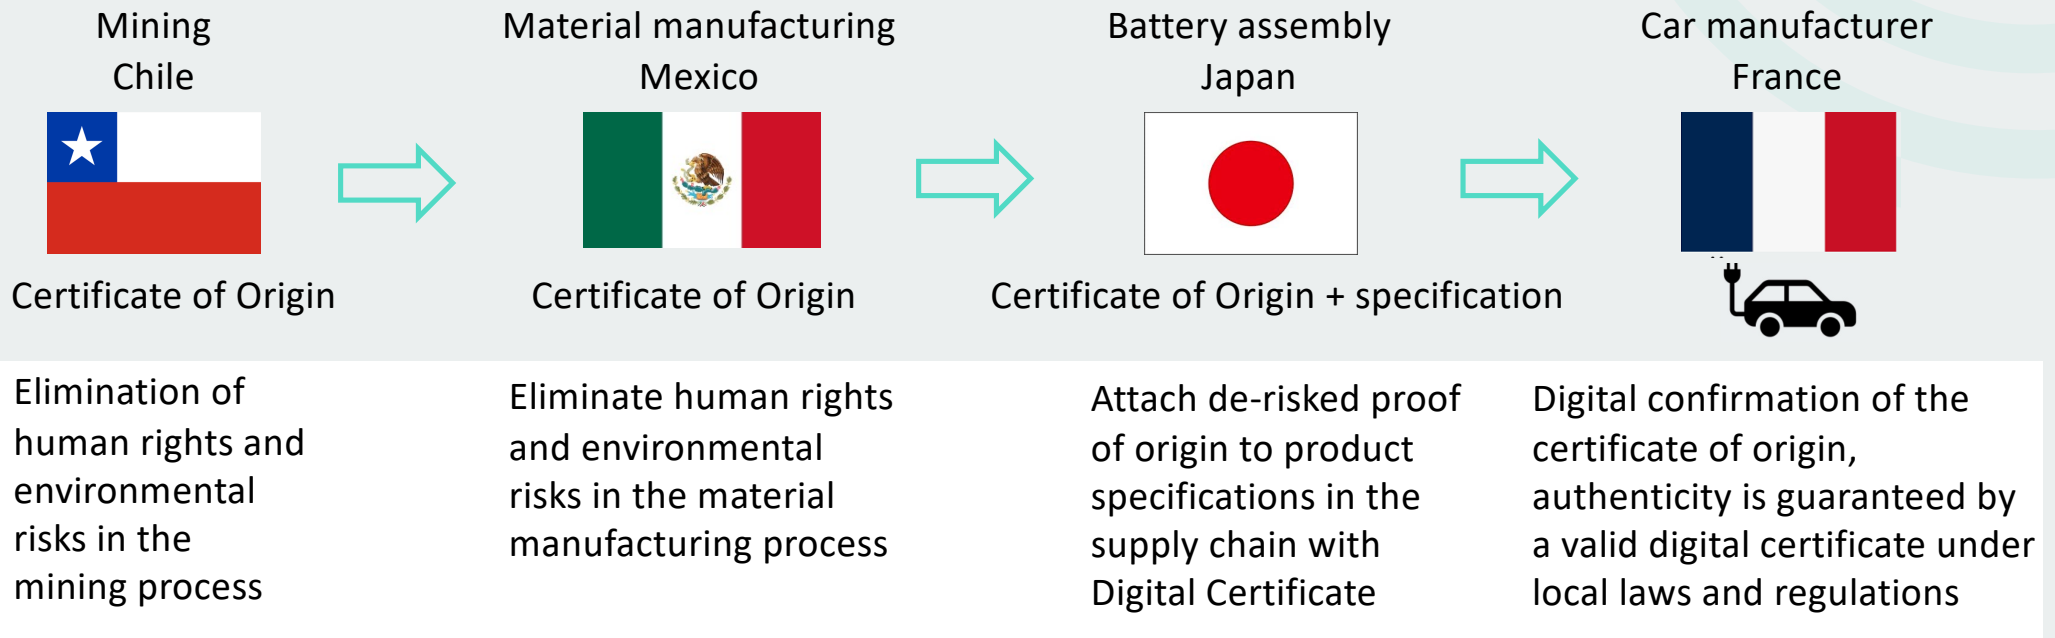 Mining
Chile
Material manufacturing
Mexico
Battery assembly
Japan
Car manufacturer
France
Certificate of Origin
Certificate of Origin
Certificate of Origin + specification
Elimination of
human rights and
environmental
risks in the
mining process
Eliminate human rights
and environmental
risks in the material
manufacturing process
Attach de-risked proof
of origin to product
specifications in the
supply chain with
Digital Certificate
Digital confirmation of the
certificate of origin,
authenticity is guaranteed by
a valid digital certificate under
local laws and regulations